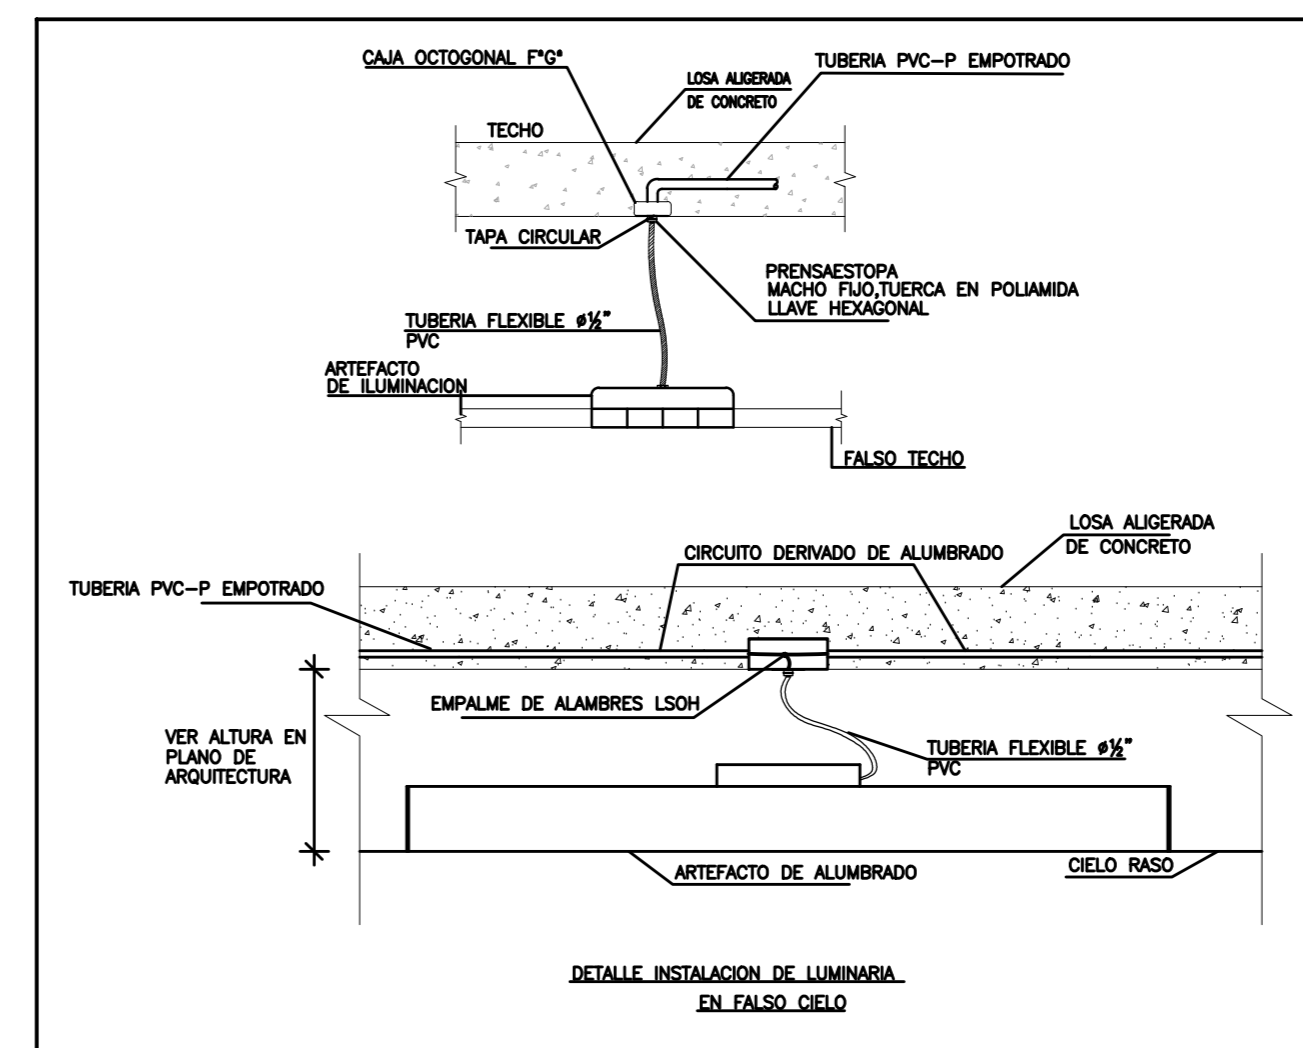 CAJA OCTOGONAL F°G°
TUBERIA PVC-P EMPOTRADO
LOSA ALIGERADA
DE CONCRETO
TECHO
TAPA CIRCULAR
PRENSAESTOPA
MACHO FIJO,TUERCA EN POLIAMIDA
LLAVE HEXAGONAL
TUBERIA FLEXIBLE ø½"
PVC
ARTEFACTO
DE ILUMINACION
FALSO TECHO
LOSA ALIGERADA
DE CONCRETO
CIRCUITO DERIVADO DE ALUMBRADO
TUBERIA PVC-P EMPOTRADO
EMPALME DE ALAMBRES LSOH
VER ALTURA EN
PLANO DE
ARQUITECTURA
TUBERIA FLEXIBLE ø½"
PVC
ARTEFACTO DE ALUMBRADO
CIELO RASO
DETALLE INSTALACION DE LUMINARIA
EN FALSO CIELO